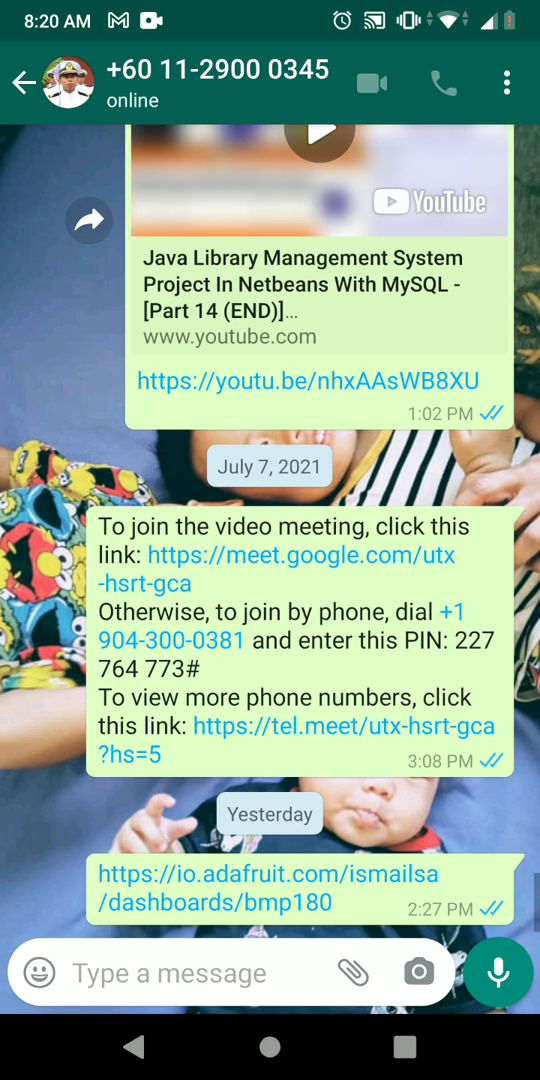 8:20 AM
+60 11-2900 0345
online
YouTube
Java Library Management System
Project In Netbeans With MySQL -
[Part 14 (END)]...
www.youtube.com
https://youtu.be/nhxAAsWB8XU
1:02 PM
July 7, 2021
To join the video meeting, click this
link: https://meet.google.com/utx
-hsrt-gca
Otherwise, to join by phone, dial +1
904-300-0381 and enter this PIN: 227
764 773#
To view more phone numbers, click
this link: https://tel.meet/utx-hsrt-gca
?hs=5
3:08 PM
Yesterday
https://io.adafruit.com/ismailsa
/dashboards/bmp180
2:27 PM
Type a message